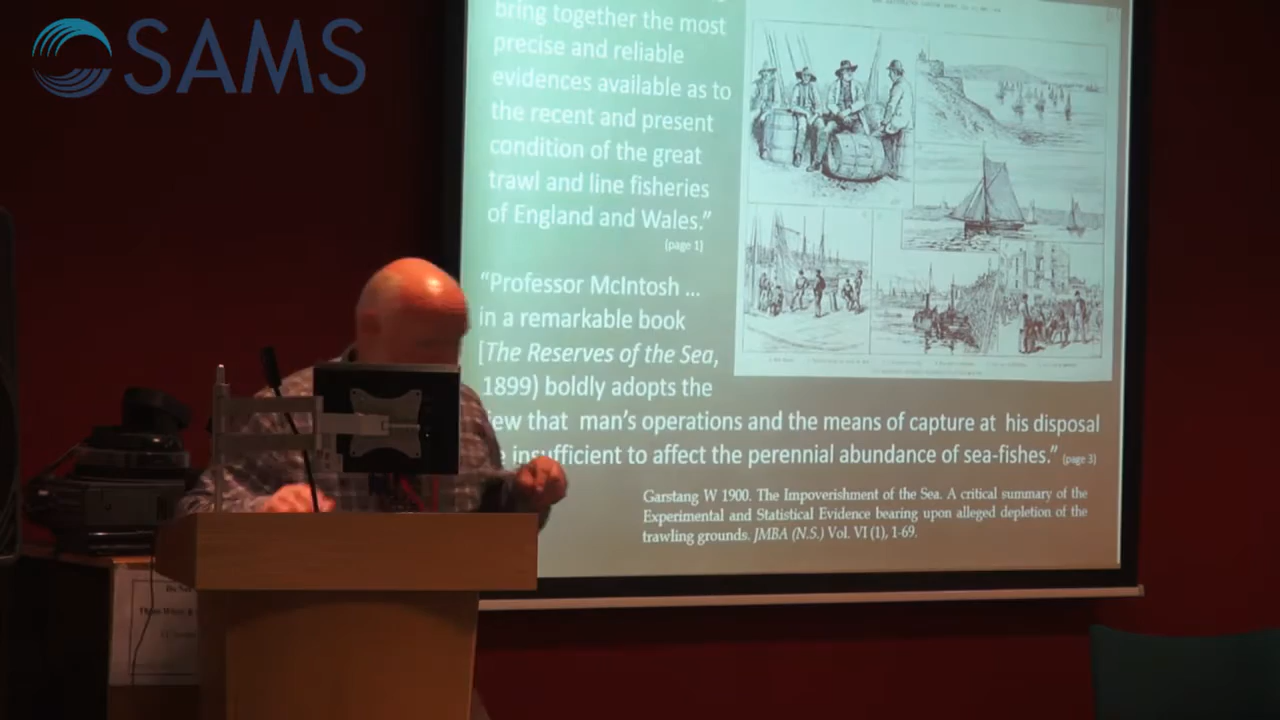 SAMS
bring together the most
precise and reliable
evidences available as to
the recent and present
condition of the great
trawl and line fisheries
of England and Wales.”
(page 1)
“Professor McIntosh ...
in a remarkable book
[The Reserves of the Sea,
1899) boldly adopts the
ew that man’s operations and the means of capture at his disposal
insufficient to affect the perennial abundance of sea-fishes.” (page 3)
Garstang W 1900. The Impoverishment of the Sea. A critical summary of the
Experimental and Statistical Evidence bearing upon alleged depletion of the
trawling grounds. JMBA (N.S.) Vol. VI (1), 1-69.